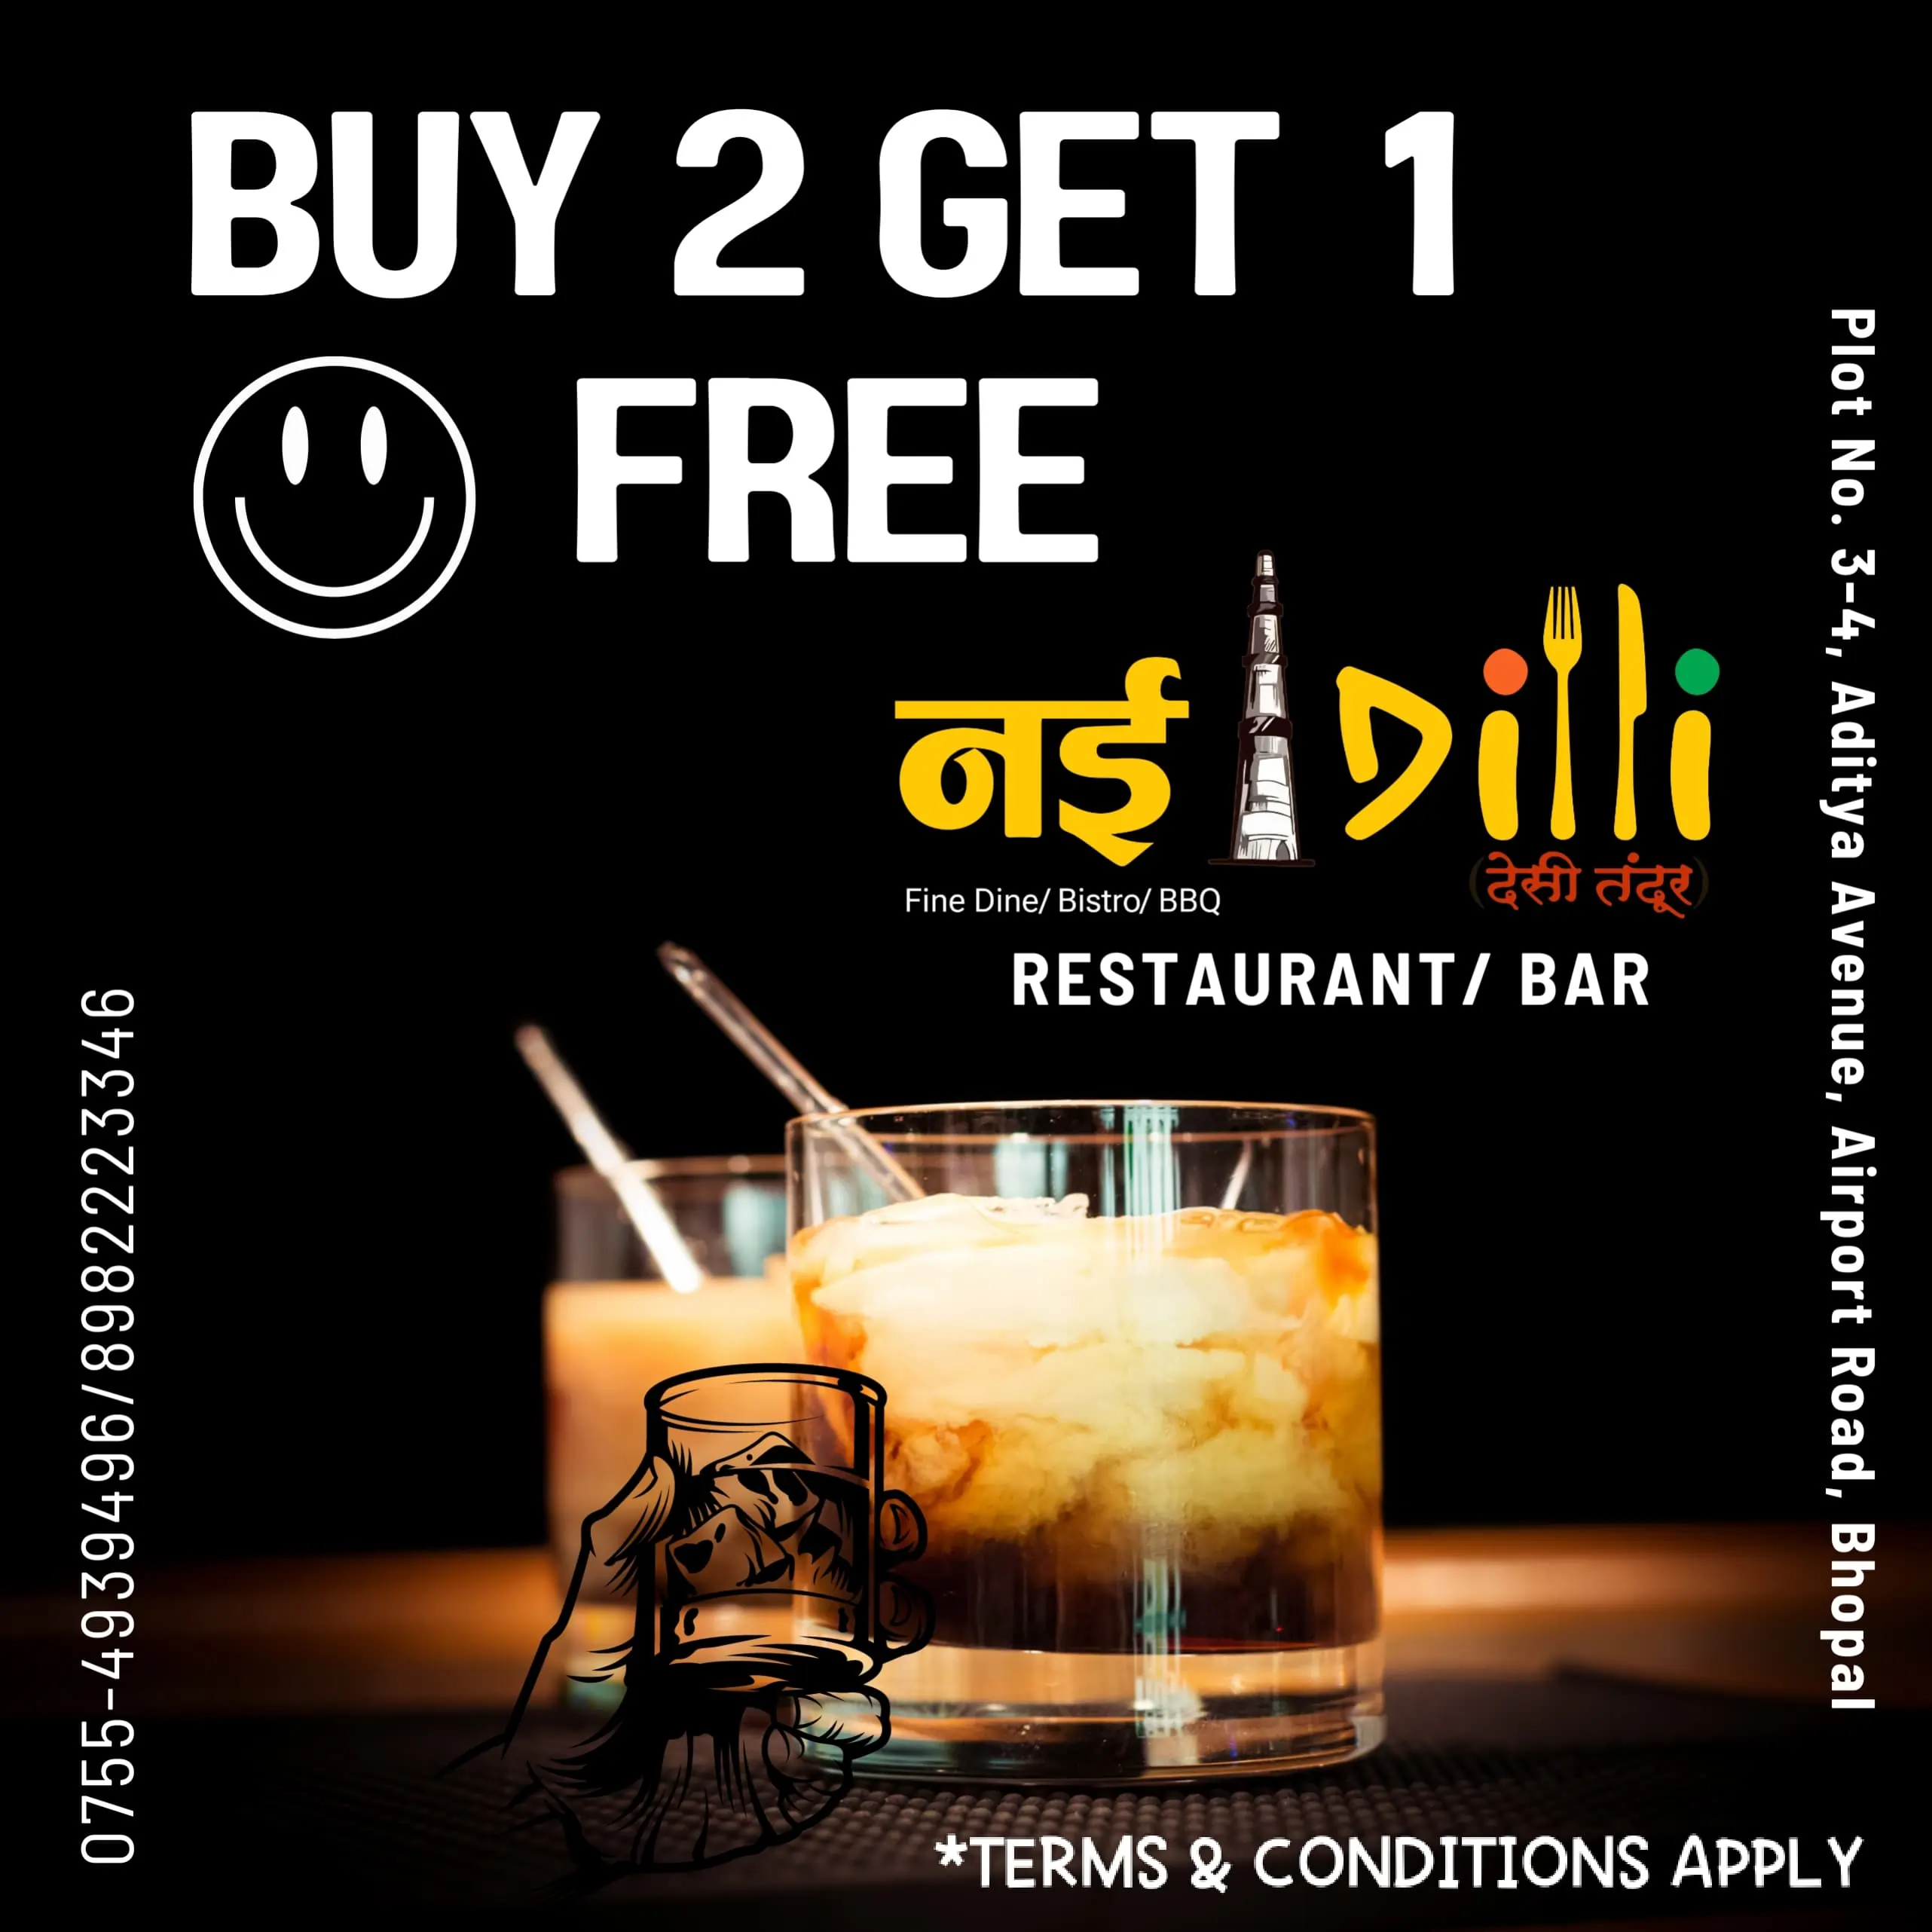 BUY 2 GET 1
FREE
नई Dilli
(देसी तंदूर)
Fine Dine/ Bistro/ BBQ
RESTAURANT/ BAR
Plot No. 3-4, Aditya Avenue, Airport Road, Bhopal
0755-4939496/8982223346
*TERMS & CONDITIONS APPLY